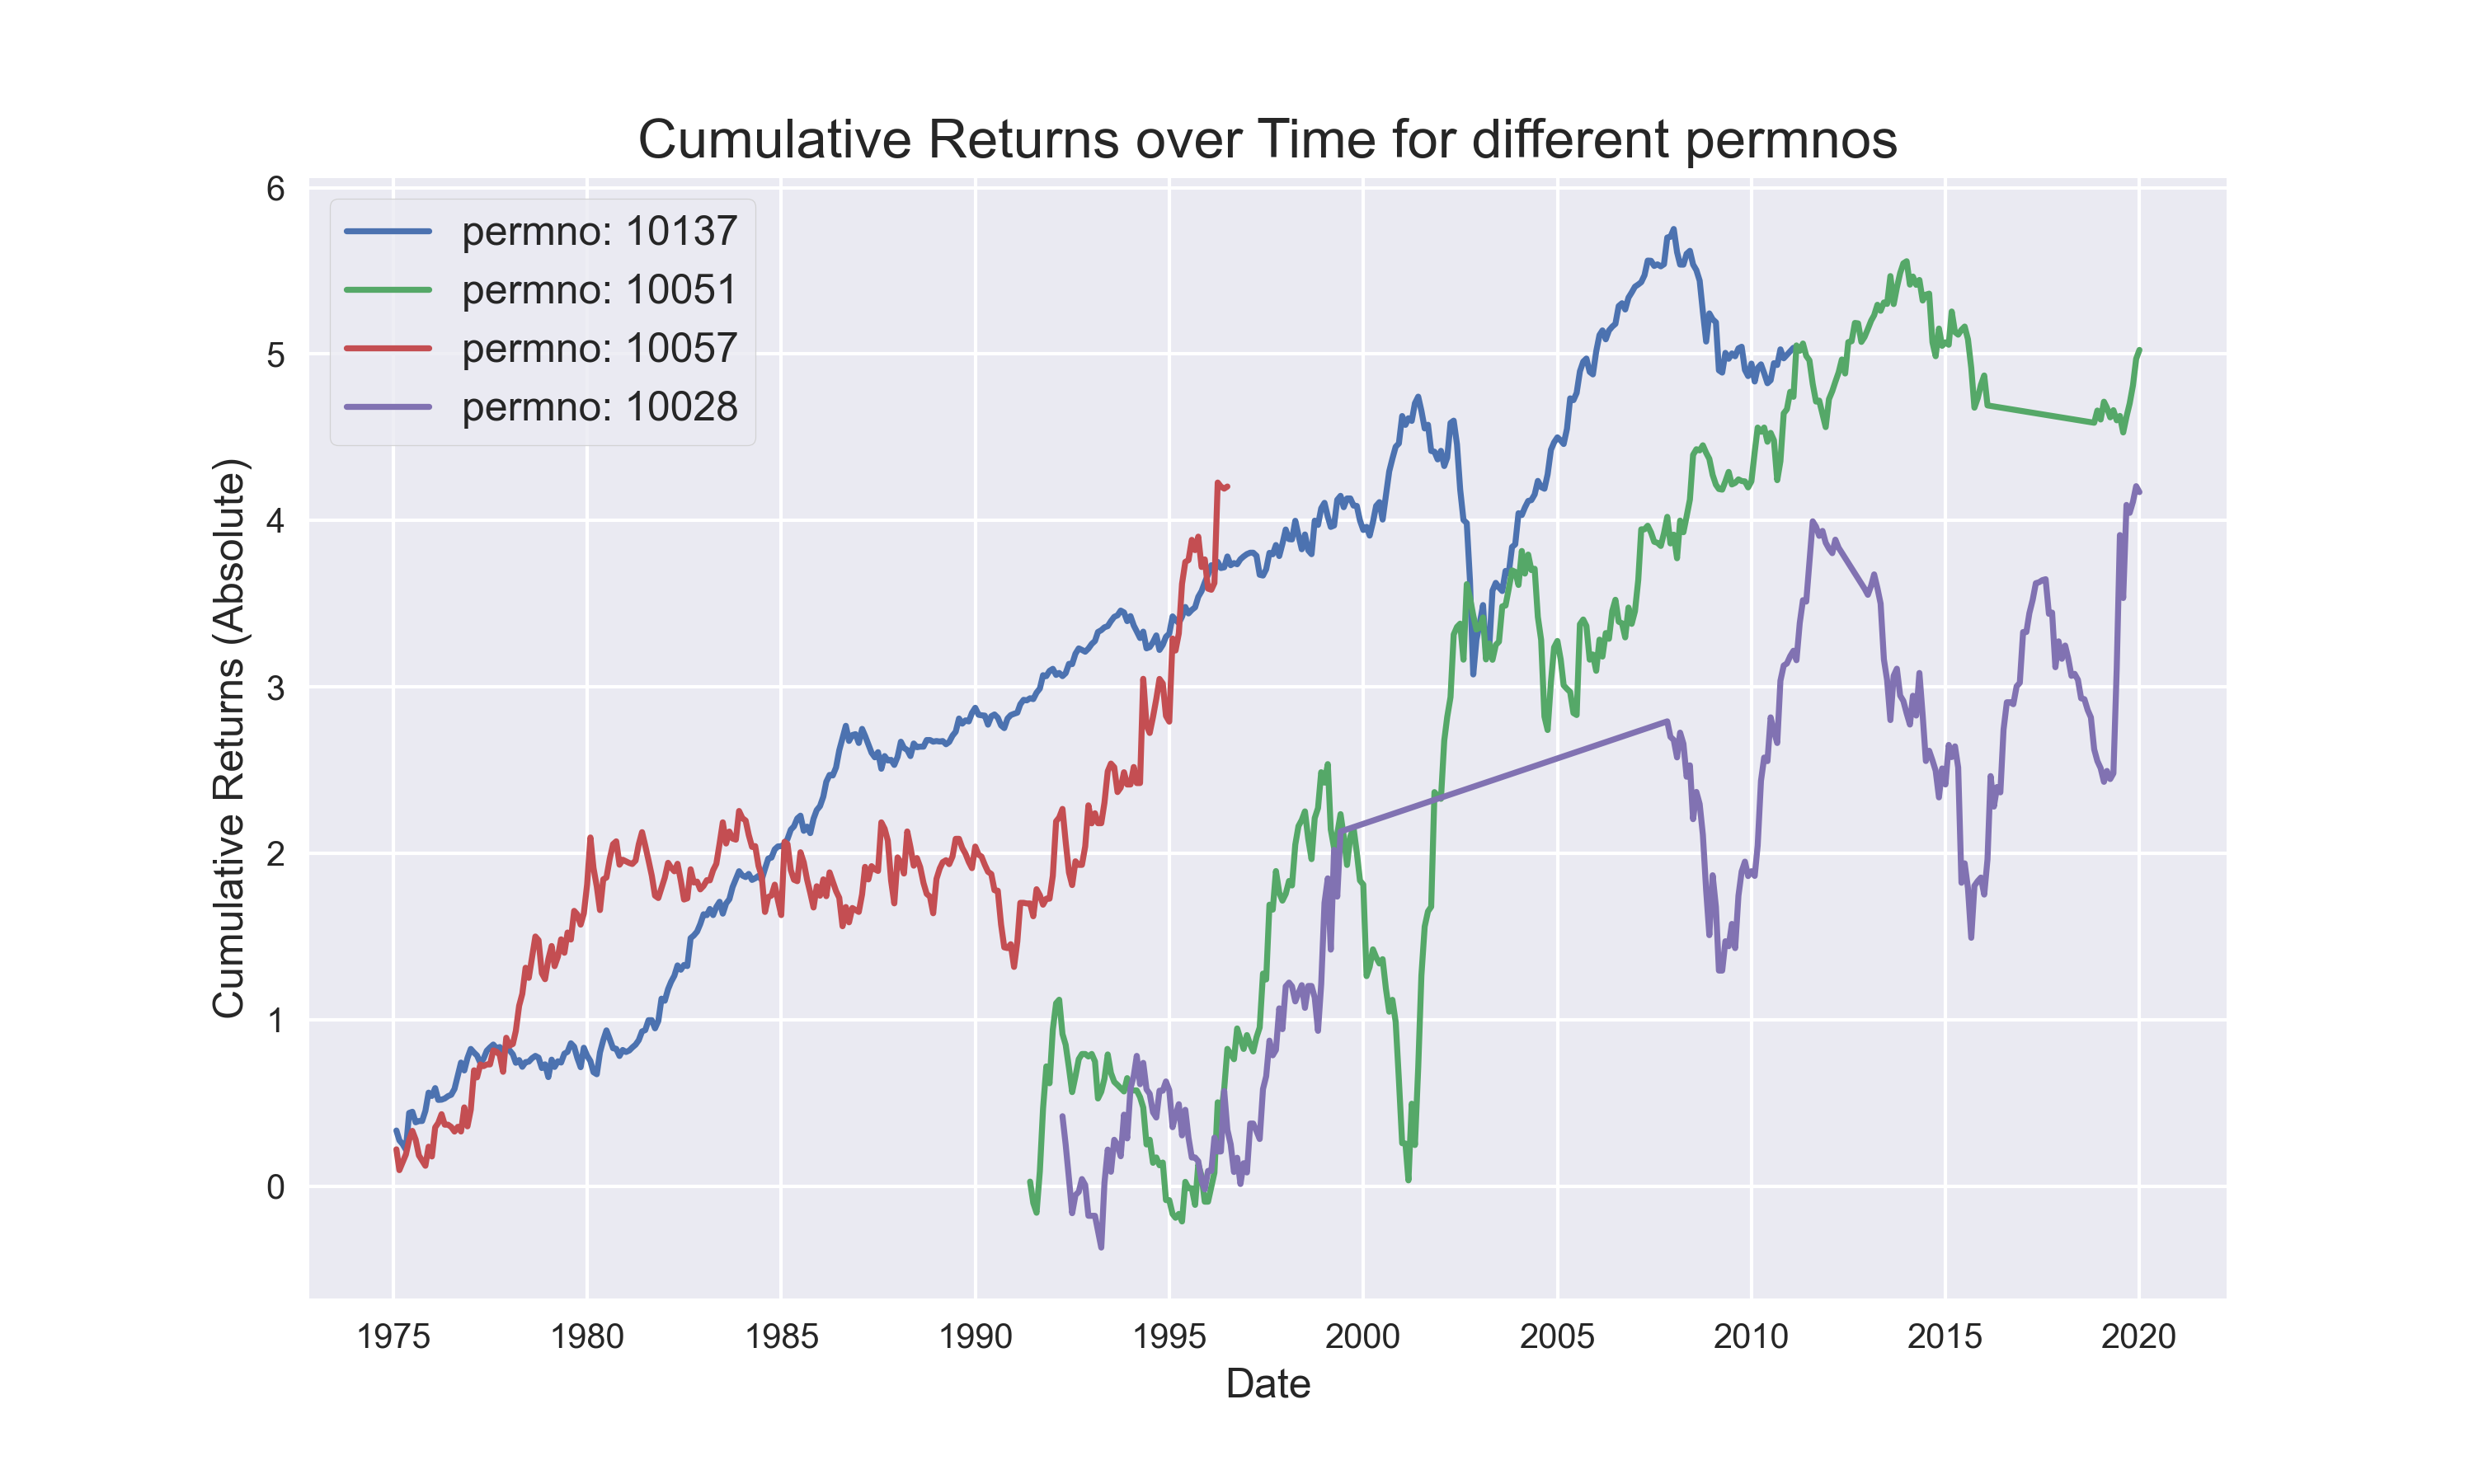 Cumulative Returns over Time for different permnos
permno: 10137
permno: 10051
permno: 10057
permno: 10028
Cumulative Returns (Absolute)
6
5
4
3
2
1
0
1975 1980 1985 1990 1995 2000 2005 2010 2015 2020
Date